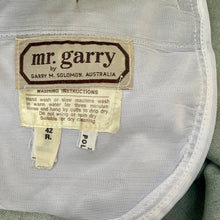 mr. garry
by
GARRY M. SOLOMON, AUSTRALIA
WASHING INSTRUCTIONS
Hand wash or slow machine wash
in warm water for 2 minutes.
Rinse and hang by cuffs to drip dry.
Do not wring or spin dry
Suitable for dry cleaning
42
R.
POL